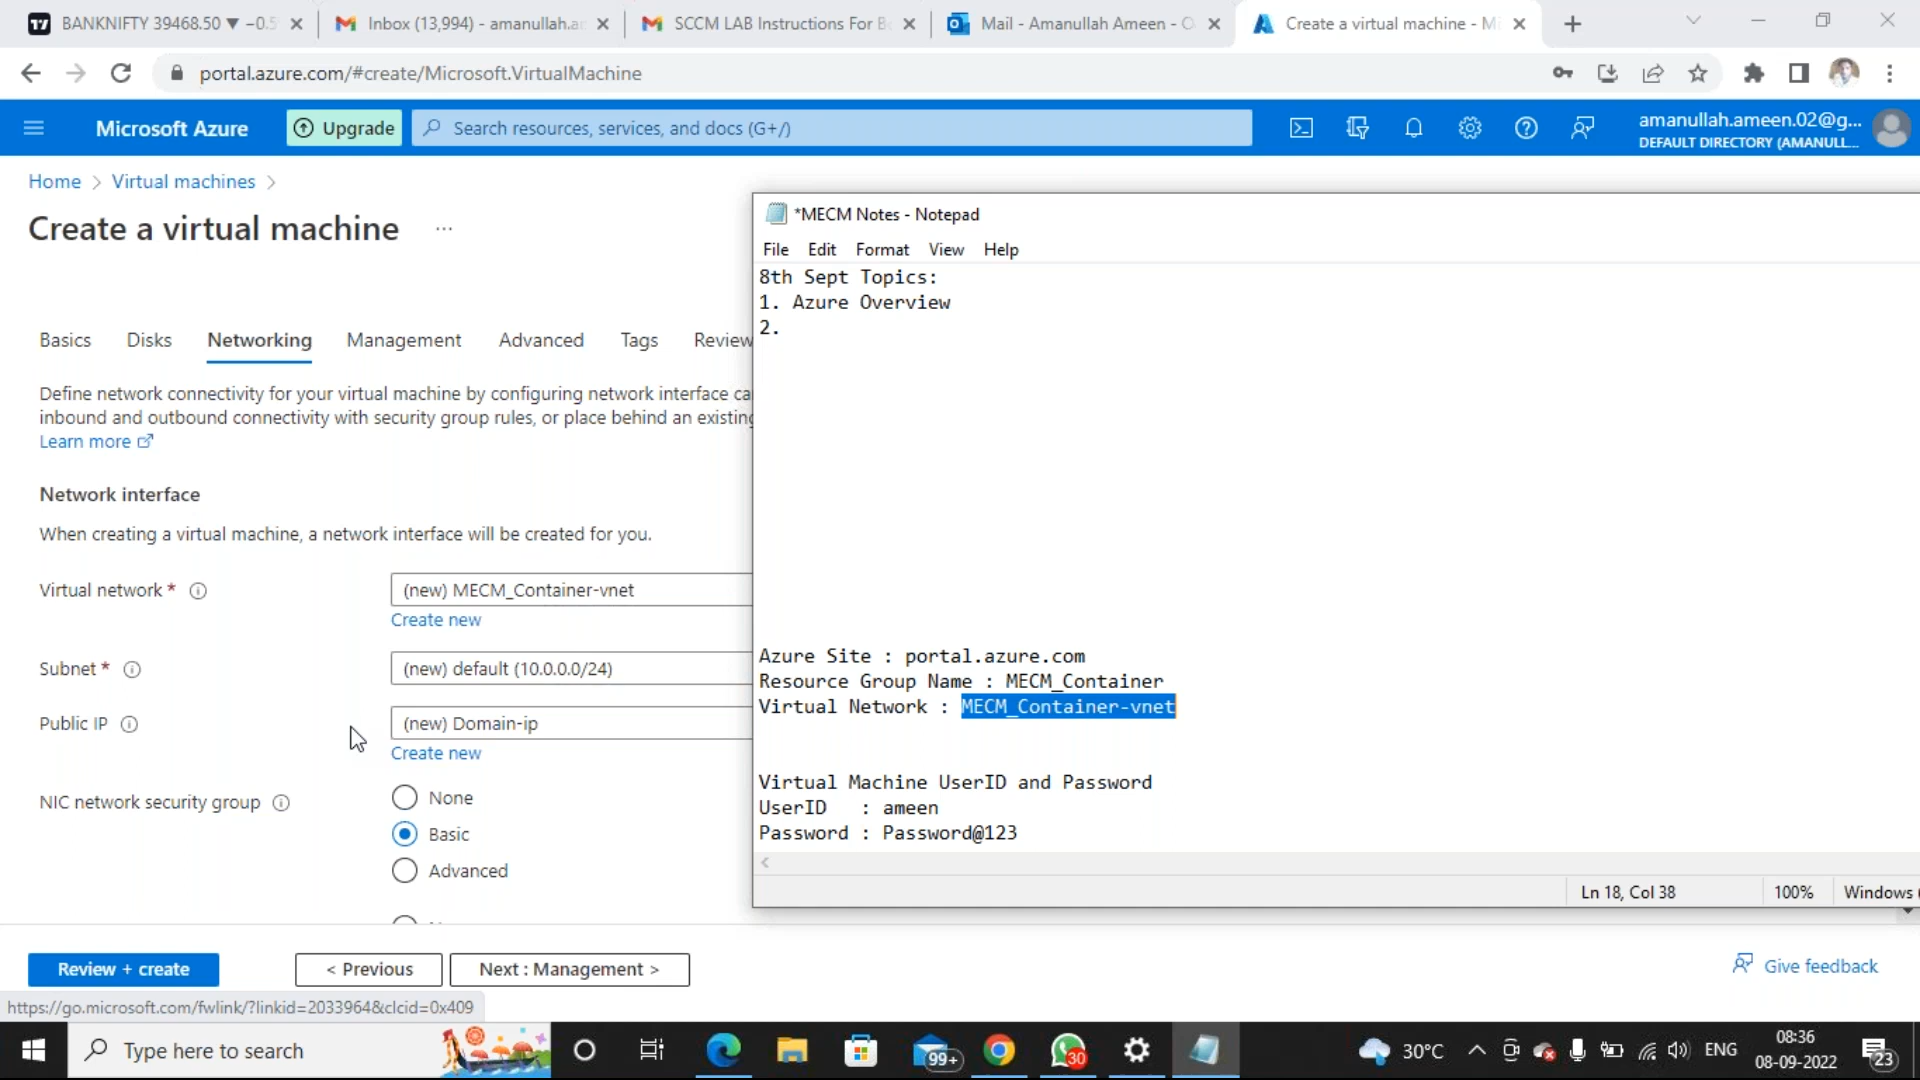 BANKNIFTY 39468.50 ▼ −0.5
Inbox (13,994) - amanullah.a
SCCM LAB Instructions For B
Mail - Amanullah Ameen - O
Create a virtual machine - M
portal.azure.com/#create/Microsoft.VirtualMachine
Microsoft Azure
Upgrade
Search resources, services, and docs (G+/)
amanullah.ameen.02@g...
DEFAULT DIRECTORY (AMANULL...
Home > Virtual machines >
Create a virtual machine ...
Basics Disks Networking Management Advanced Tags Review
Define network connectivity for your virtual machine by configuring network interface ca
inbound and outbound connectivity with security group rules, or place behind an existing
Learn more
Network interface
When creating a virtual machine, a network interface will be created for you.
Virtual network *
(new) MECM_Container-vnet
Create new
Subnet *
(new) default (10.0.0.0/24)
Public IP
(new) Domain-ip
Create new
NIC network security group
None
Basic
Advanced
Review + create
< Previous
Next : Management >
Give feedback
https://go.microsoft.com/fwlink/?linkid=2033964&clcid=0x409
*MECM Notes - Notepad
File Edit Format View Help
8th Sept Topics:
1. Azure Overview
2.
Azure Site : portal.azure.com
Resource Group Name : MECM_Container
Virtual Network : MECM_Container-vnet
Virtual Machine UserID and Password
UserID : ameen
Password : Password@123
Ln 18, Col 38
100%
Windows (
Type here to search
99+
30
30°C
ENG
08:36
08-09-2022
23